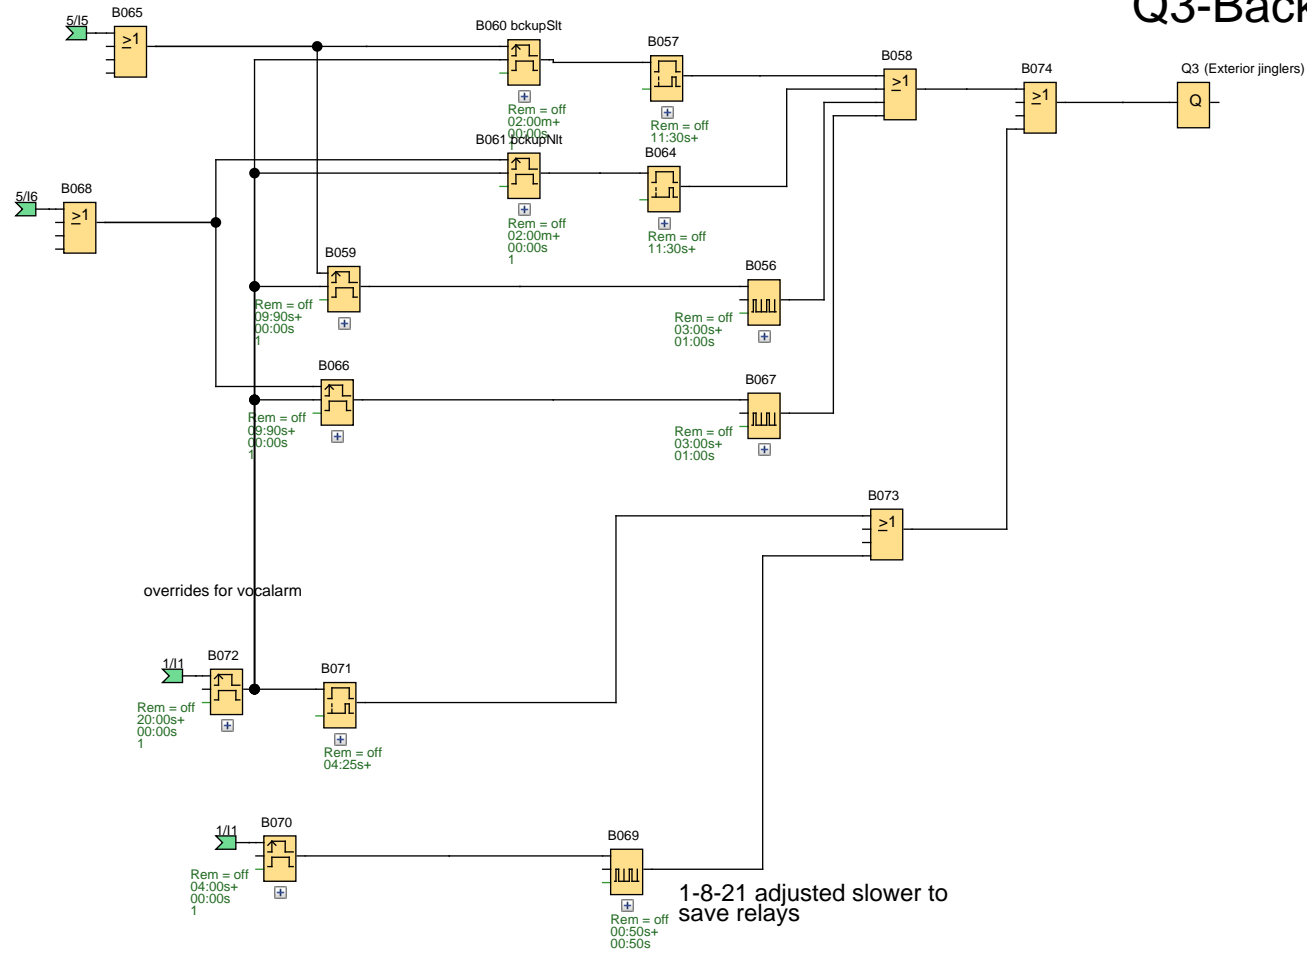 Q3-Back
5/I5
B065
≥1
B060 bckupSlt
Rem = off
02:00m+
00:00s
1
B057
Rem = off
11:30s+
B058
≥1
B074
≥1
Q3 (Exterior jinglers)
Q
B061 bckupNlt
Rem = off
02:00m+
00:00s
1
B064
Rem = off
11:30s+
5/I6
B068
≥1
B059
Rem = off
09:90s+
00:00s
1
B056
Rem = off
03:00s+
01:00s
B066
Rem = off
09:90s+
00:00s
1
B067
Rem = off
03:00s+
01:00s
B073
≥1
overrides for vocalarm
1/I1
B072
Rem = off
20:00s+
00:00s
1
B071
Rem = off
04:25s+
1/I1
B070
Rem = off
04:00s+
00:00s
1
B069
Rem = off
00:50s+
00:50s
1-8-21 adjusted slower to
save relays